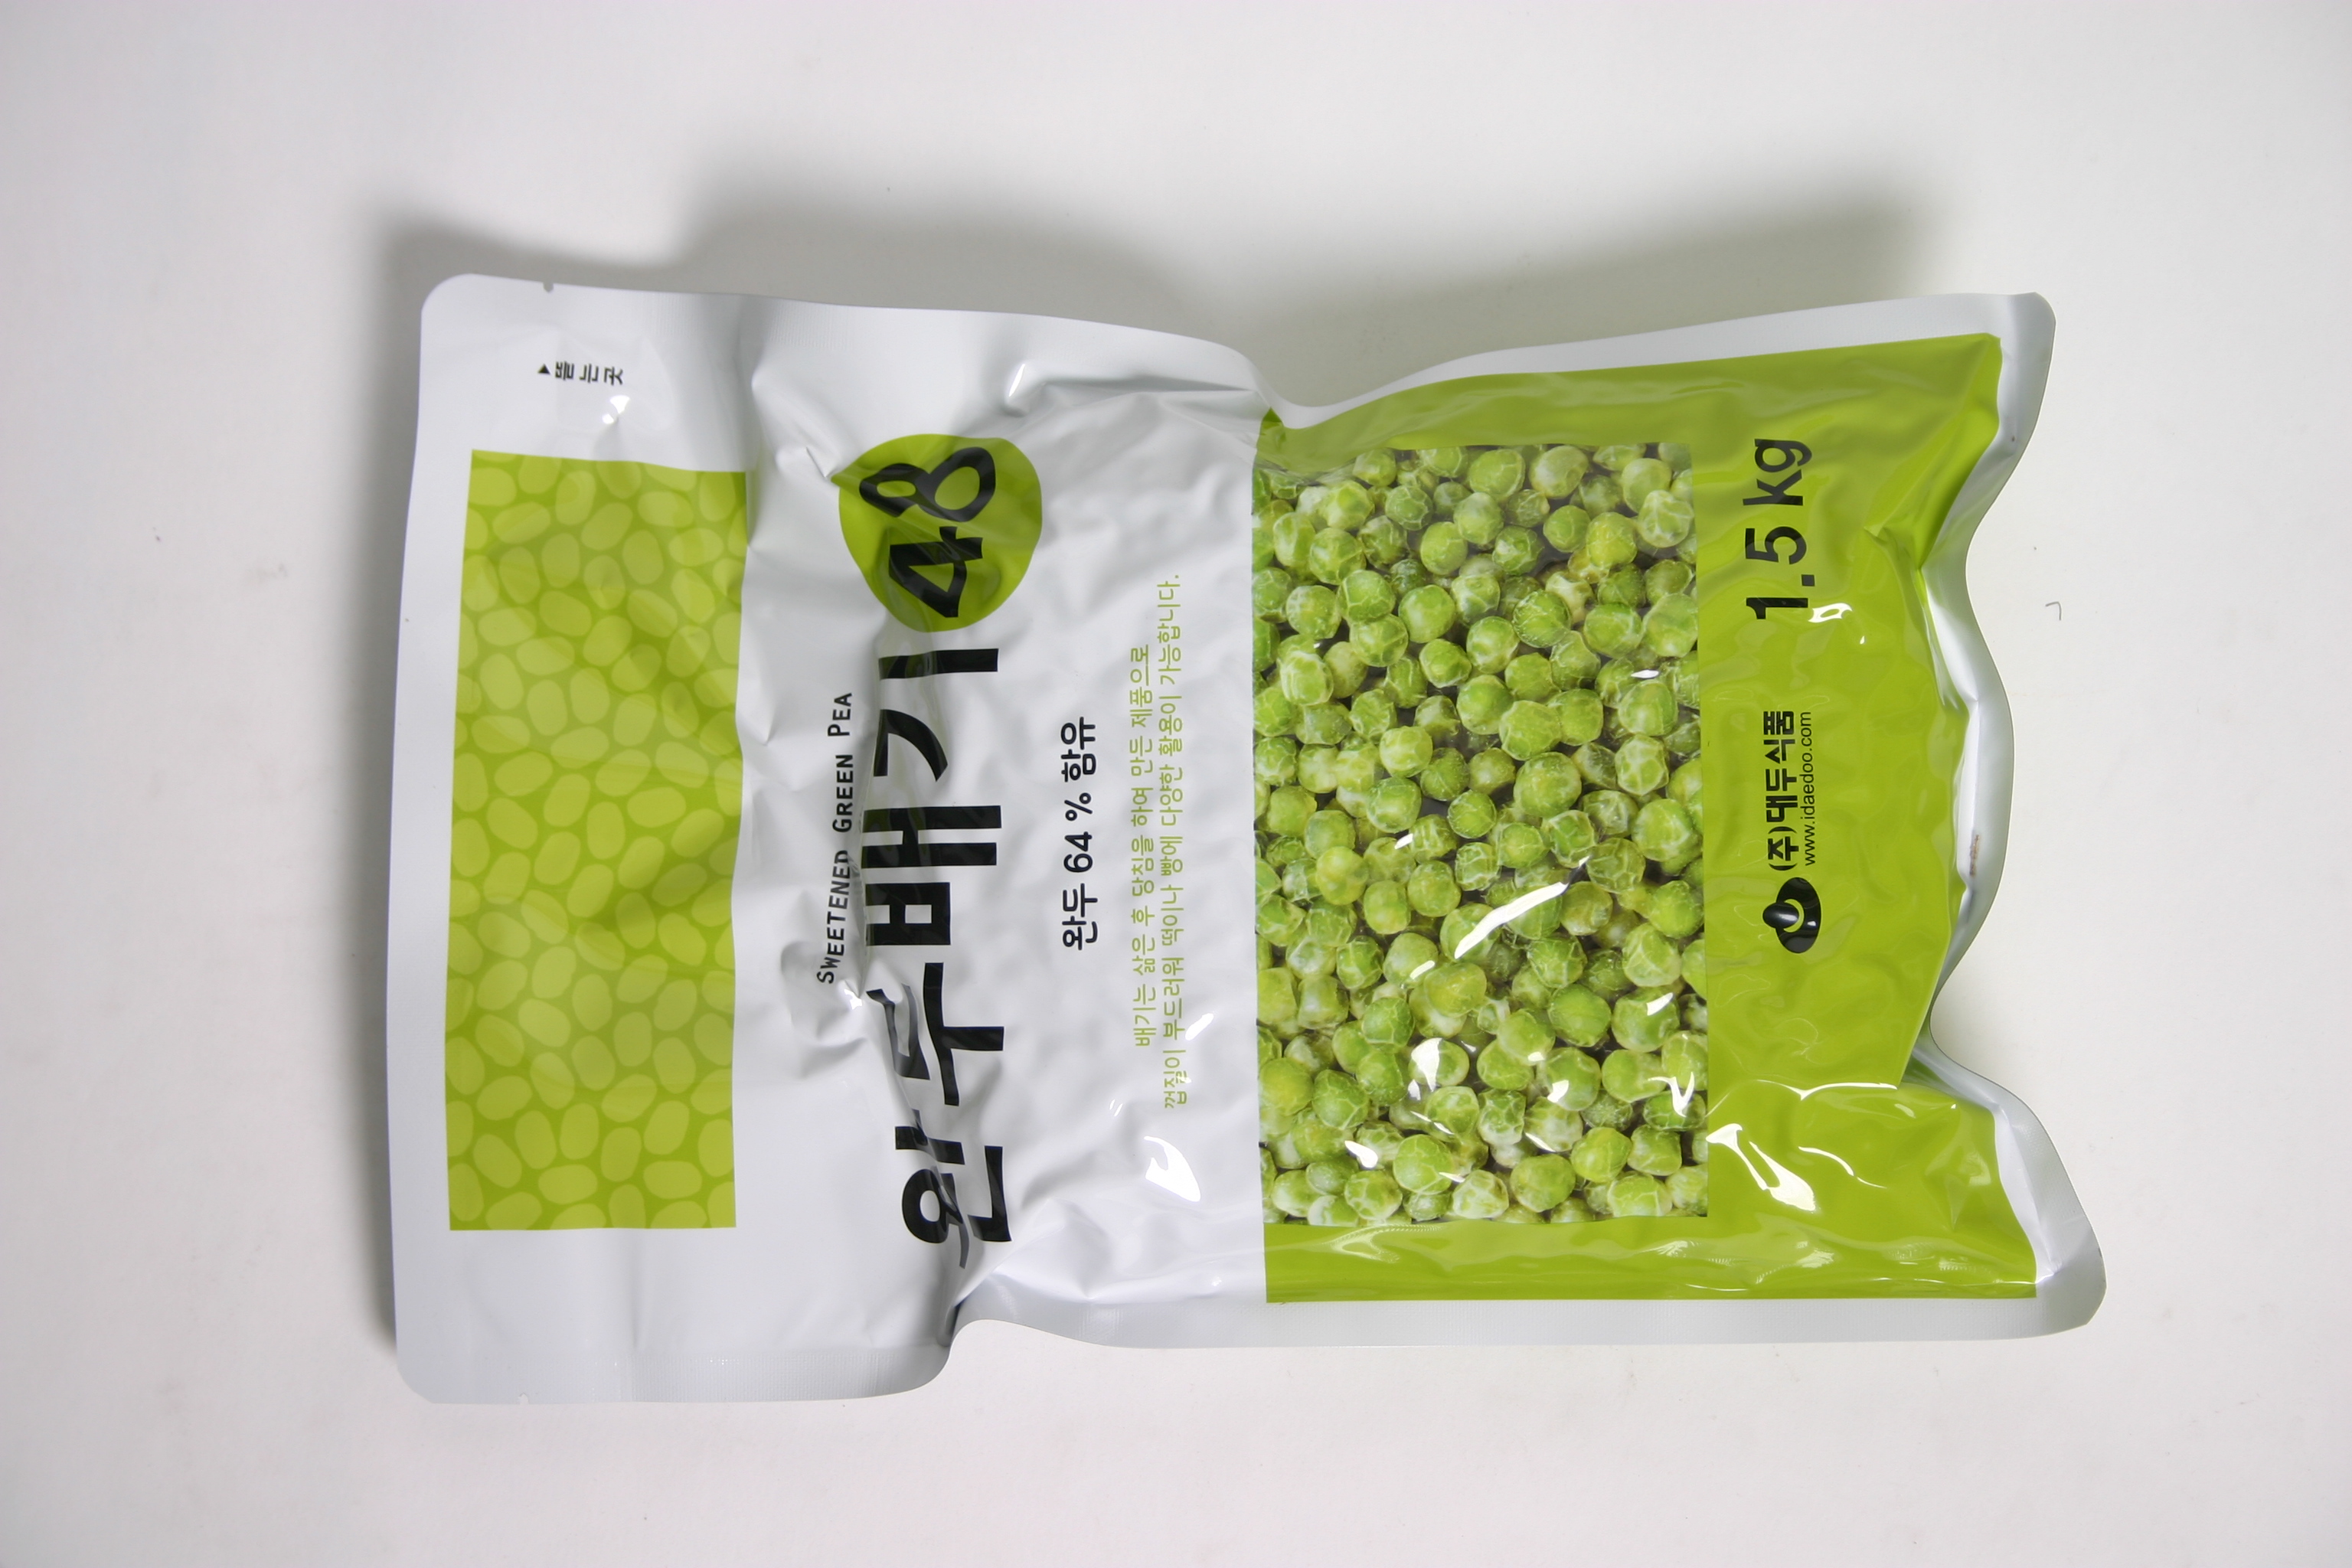 ▶뜯는곳
SWEETENED GREEN PEA
완두배기 48
완두 64 % 함유
배기는 삶은 후 당침을 하여 만든 제품으로
껍질이 부드러워 떡이나 빵에 다양한 활용이 가능합니다.
(주)대두식품
www.idaedoo.com
1.5 kg